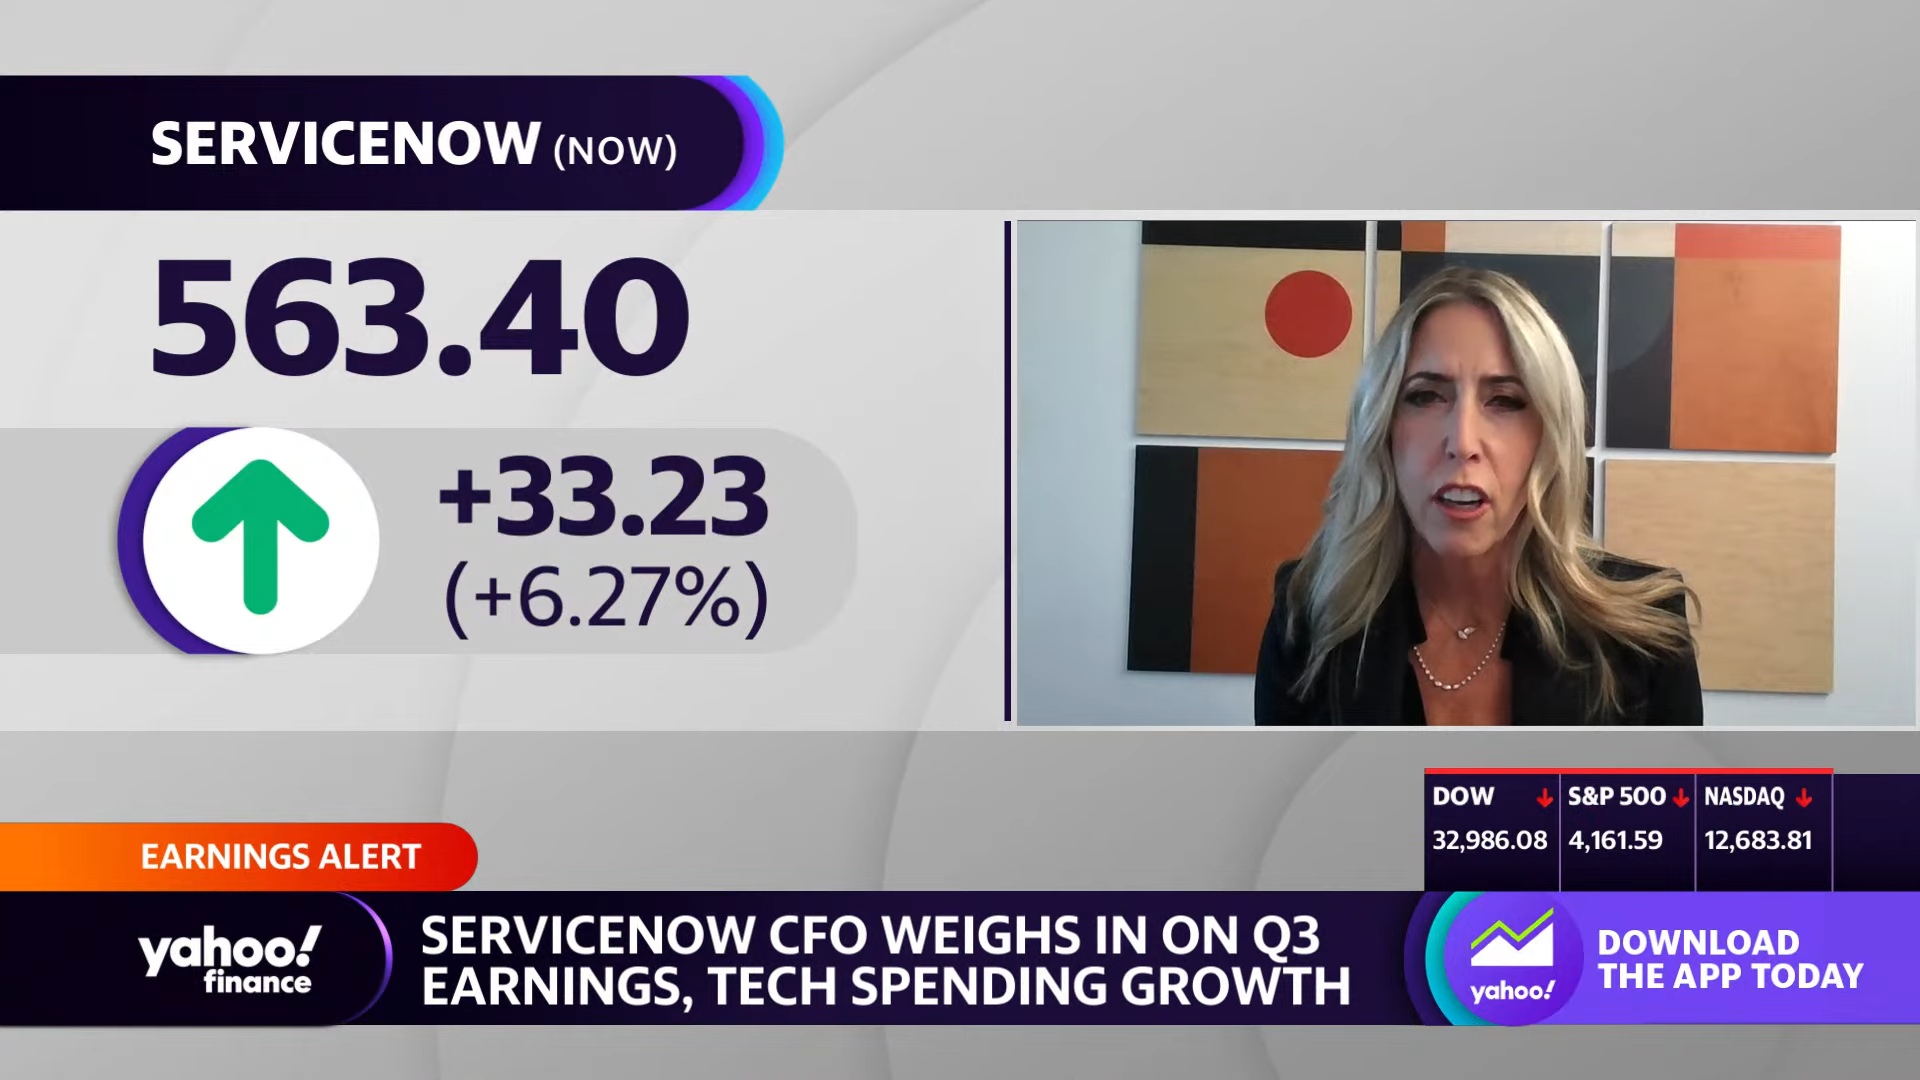 SERVICENOW (NOW)
563.40
+33.23
(+6.27%)
DOW
32,986.08
S&P 500
4,161.59
NASDAQ
12,683.81
EARNINGS ALERT
yahoo!
finance
SERVICENOW CFO WEIGHS IN ON Q3
EARNINGS, TECH SPENDING GROWTH
yahoo!
DOWNLOAD
THE APP TODAY